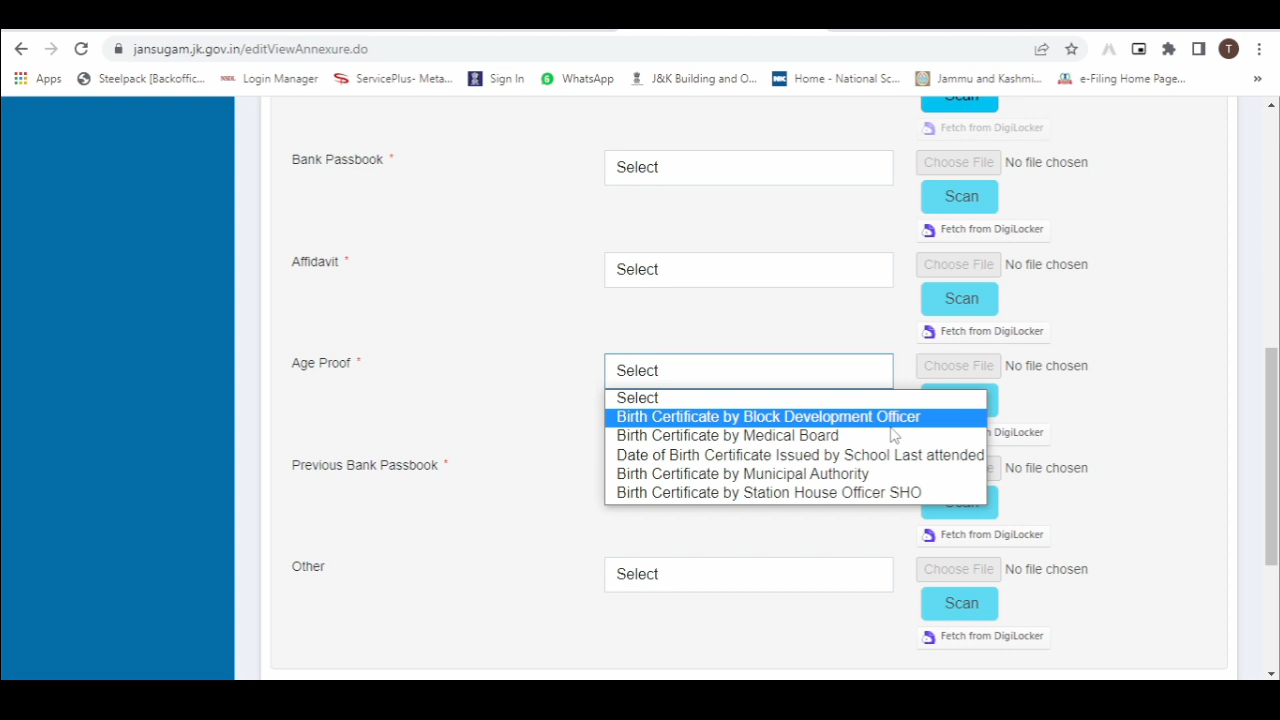 jansugam.jk.gov.in/editViewAnnexure.do
T
Apps
Steelpack [Backoffic...
NSDL
Login Manager
ServicePlus- Meta...
Sign In
WhatsApp
J&K Building and O...
Home - National Sc...
Jammu and Kashmi...
e-Filing Home Page...
»
Scan
Fetch from DigiLocker
Bank Passbook *
Select
Choose File No file chosen
Scan
Fetch from DigiLocker
Affidavit *
Select
Choose File No file chosen
Scan
Fetch from DigiLocker
Age Proof *
Select
Choose File No file chosen
Select
Birth Certificate by Block Development Officer
Birth Certificate by Medical Board
DigiLocker
Date of Birth Certificate Issued by School Last attended
Birth Certificate by Municipal Authority
Birth Certificate by Station House Officer SHO
Previous Bank Passbook *
No file chosen
Scan
Fetch from DigiLocker
Other
Select
Choose File No file chosen
Scan
Fetch from DigiLocker